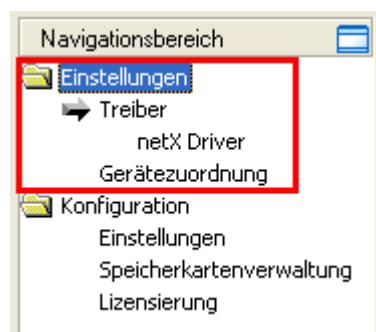 Navigationsbereich
Einstellungen
Treiber
netX Driver
Gerätezuordnung
Konfiguration
Einstellungen
Speicherkartenverwaltung
Lizensierung